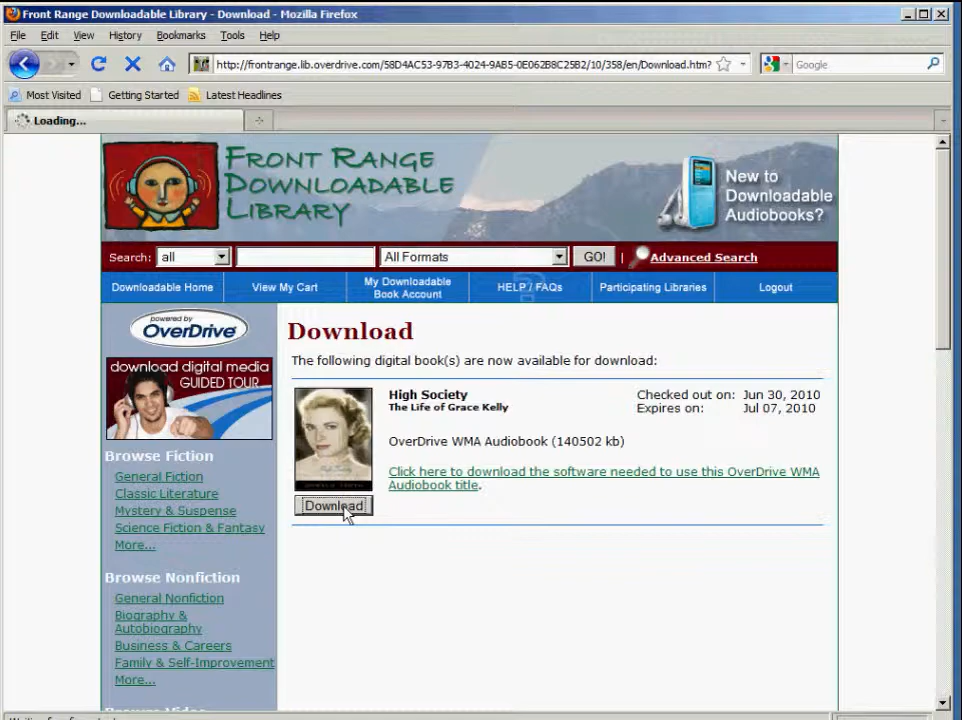 Front Range Downloadable Library - Download - Mozilla Firefox
File Edit View History Bookmarks Tools Help
http://frontrange.lib.overdrive.com/58D4AC53-97B3-4024-9AB5-0E062B8C25B2/10/358/en/Download.htm? Google
Most Visited Getting Started Latest Headlines
Loading...
FRONT RANGE
DOWNLOADABLE
LIBRARY
New to
Downloadable
Audiobooks?
Search: all All Formats GO! | Advanced Search
Downloadable Home View My Cart My Downloadable Book Account HELP / FAQs Participating Libraries Logout
powered by
OverDrive
download digital media
GUIDED TOUR
Browse Fiction
General Fiction
Classic Literature
Mystery & Suspense
Science Fiction & Fantasy
More...
Browse Nonfiction
General Nonfiction
Biography &
Autobiography
Business & Careers
Family & Self-Improvement
More...
Download
The following digital book(s) are now available for download:
High Society Checked out on: Jun 30, 2010
The Life of Grace Kelly Expires on: Jul 07, 2010
OverDrive WMA Audiobook (140502 kb)
Click here to download the software needed to use this OverDrive WMA
Audiobook title.
Download